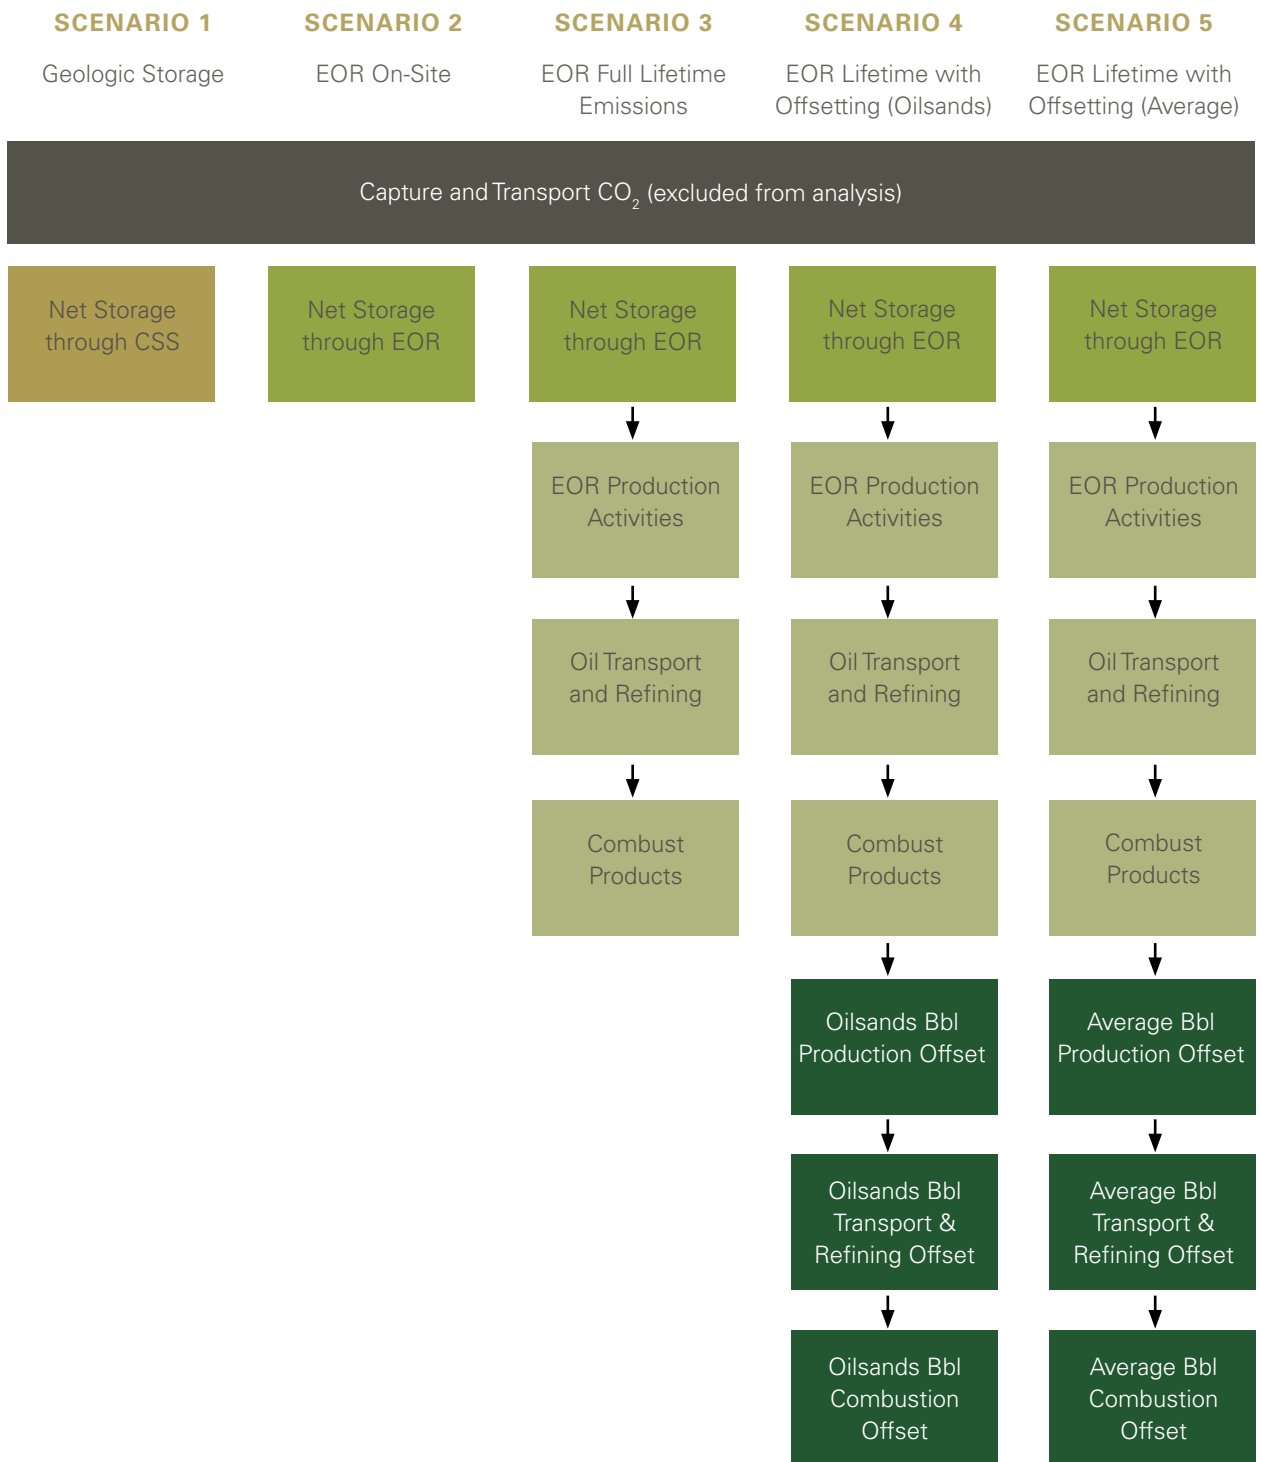 SCENARIO 1
Geologic Storage
SCENARIO 2
EOR On-Site
SCENARIO 3
EOR Full Lifetime
Emissions
SCENARIO 4
EOR Lifetime with
Offsetting (Oilsands)
SCENARIO 5
EOR Lifetime with
Offsetting (Average)
Capture and Transport CO₂ (excluded from analysis)
Net Storage
through CSS
Net Storage
through EOR
Net Storage
through EOR
EOR Production
Activities
Oil Transport
and Refining
Combust
Products
Net Storage
through EOR
EOR Production
Activities
Oil Transport
and Refining
Combust
Products
Oilsands Bbl
Production Offset
Oilsands Bbl
Transport &
Refining Offset
Oilsands Bbl
Combustion
Offset
Net Storage
through EOR
EOR Production
Activities
Oil Transport
and Refining
Combust
Products
Average Bbl
Production Offset
Average Bbl
Transport &
Refining Offset
Average Bbl
Combustion
Offset